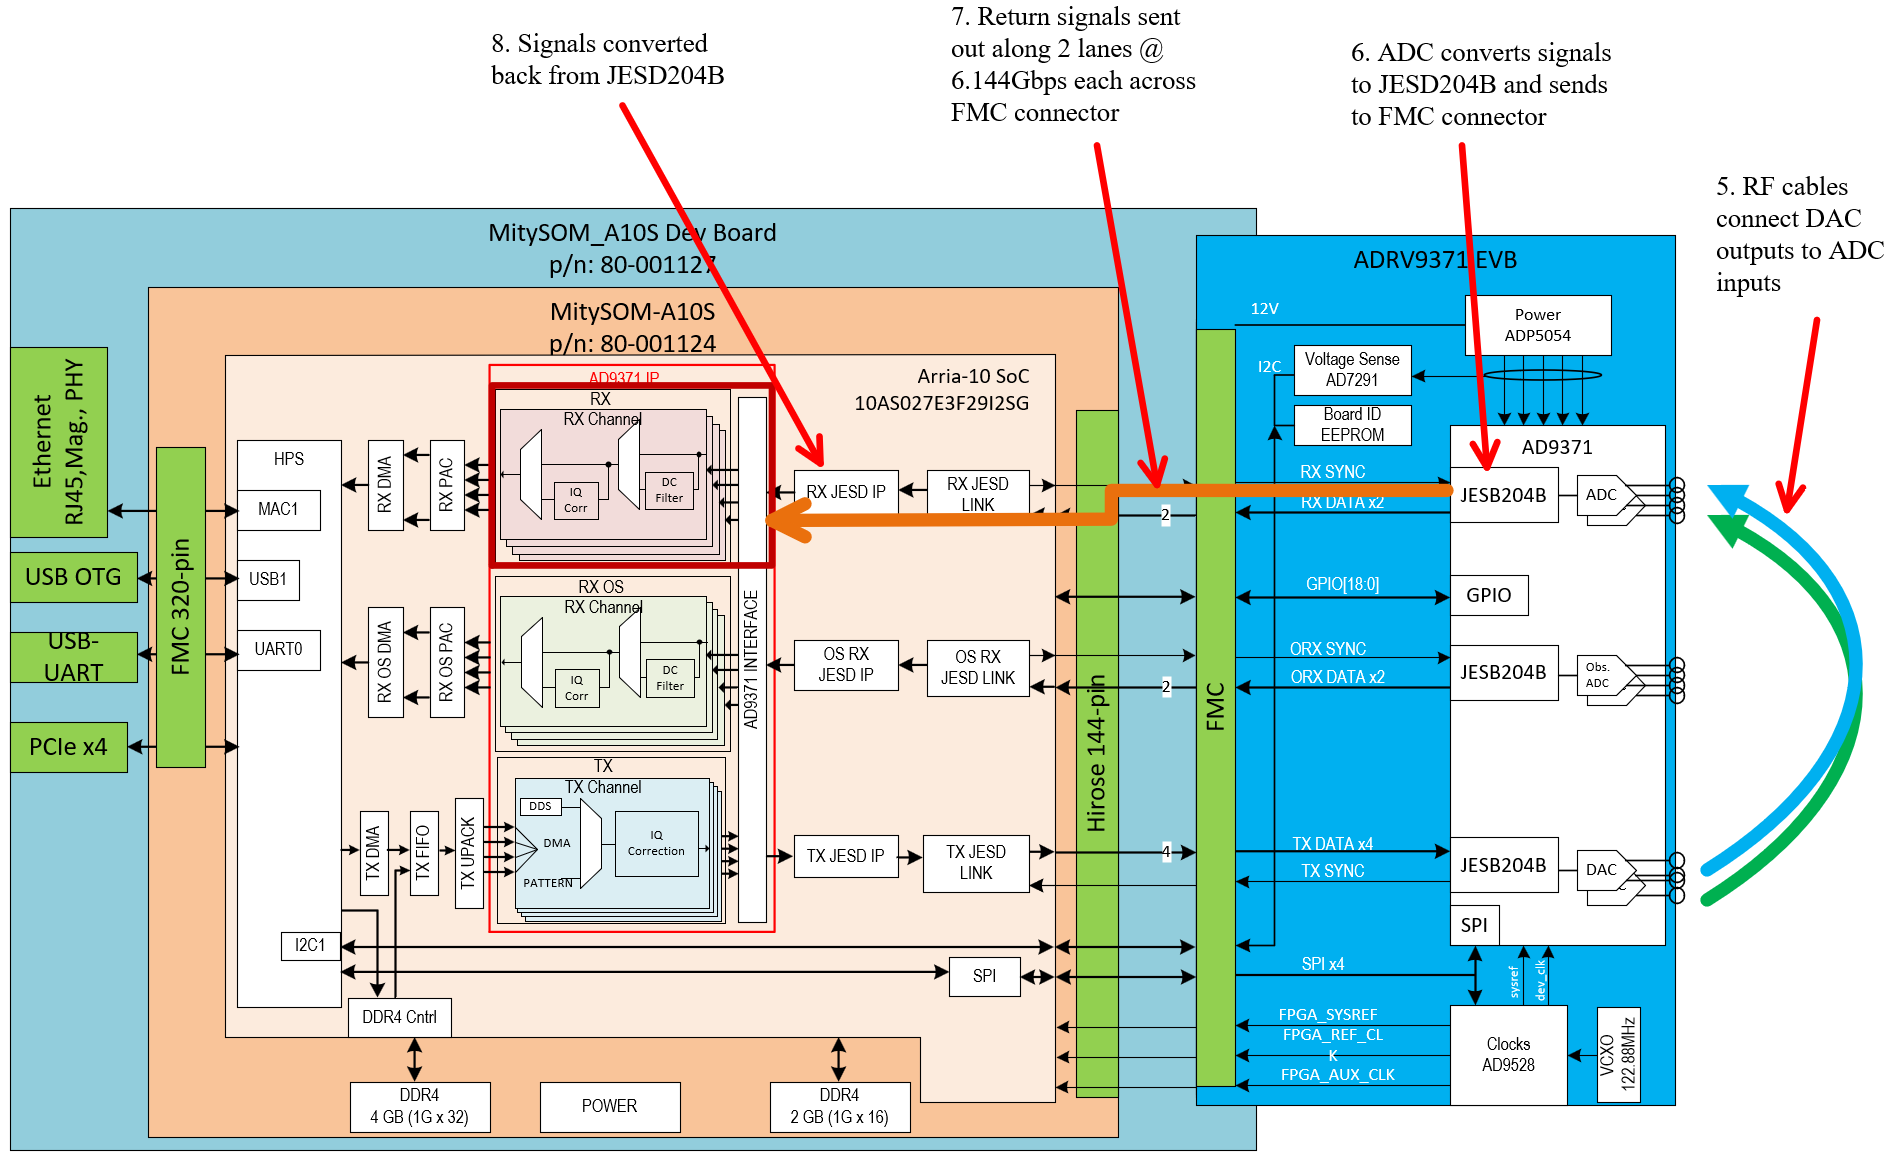 8. Signals converted
back from JESD204B
7. Return signals sent
out along 2 lanes @
6.144Gbps each across
FMC connector
6. ADC converts signals
to JESD204B and sends
to FMC connector
5. RF cables
connect DAC
outputs to ADC
inputs
MitySOM_A10S Dev Board
p/n: 80-001127
MitySOM-A10S
p/n: 80-001124
Arria-10 SoC
10AS027E3F29I2SG
Ethernet
RJ45,Mag., PHY
USB OTG
USB-
UART
PCIe x4
FMC 320-pin
HPS
MAC1
USB1
UART0
I2C1
RX DMA
RX PAC
RX OS DMA
RX OS PAC
TX DMA
TX FIFO
TX UPACK
AD9371 IP
RX
RX Channel
IQ
Corr
DC
Filter
RX OS
RX Channel
IQ
Corr
DC
Filter
TX
TX Channel
DDS
DMA
PATTERN
IQ
Correction
AD9371 INTERFACE
RX JESD IP
RX JESD
LINK
OS RX
JESD IP
OS RX
JESD LINK
TX JESD IP
TX JESD
LINK
SPI
DDR4 Cntrl
DDR4
4 GB (1G x 32)
POWER
DDR4
2 GB (1G x 16)
Hirose 144-pin
2
2
4
FMC
ADRV9371 EVB
12V
I2C
Power
ADP5054
Voltage Sense
AD7291
Board ID
EEPROM
AD9371
RX SYNC
RX DATA x2
JESB204B
ADC
GPIO[18:0]
GPIO
ORX SYNC
ORX DATA x2
JESB204B
Obs.
ADC
TX DATA x4
TX SYNC
JESB204B
DAC
C
SPI
SPI x4
sysref
dev_clk
FPGA_SYSREF
FPGA_REF_CL
K
FPGA_AUX_CLK
Clocks
AD9528
VCXO
122.88MHz